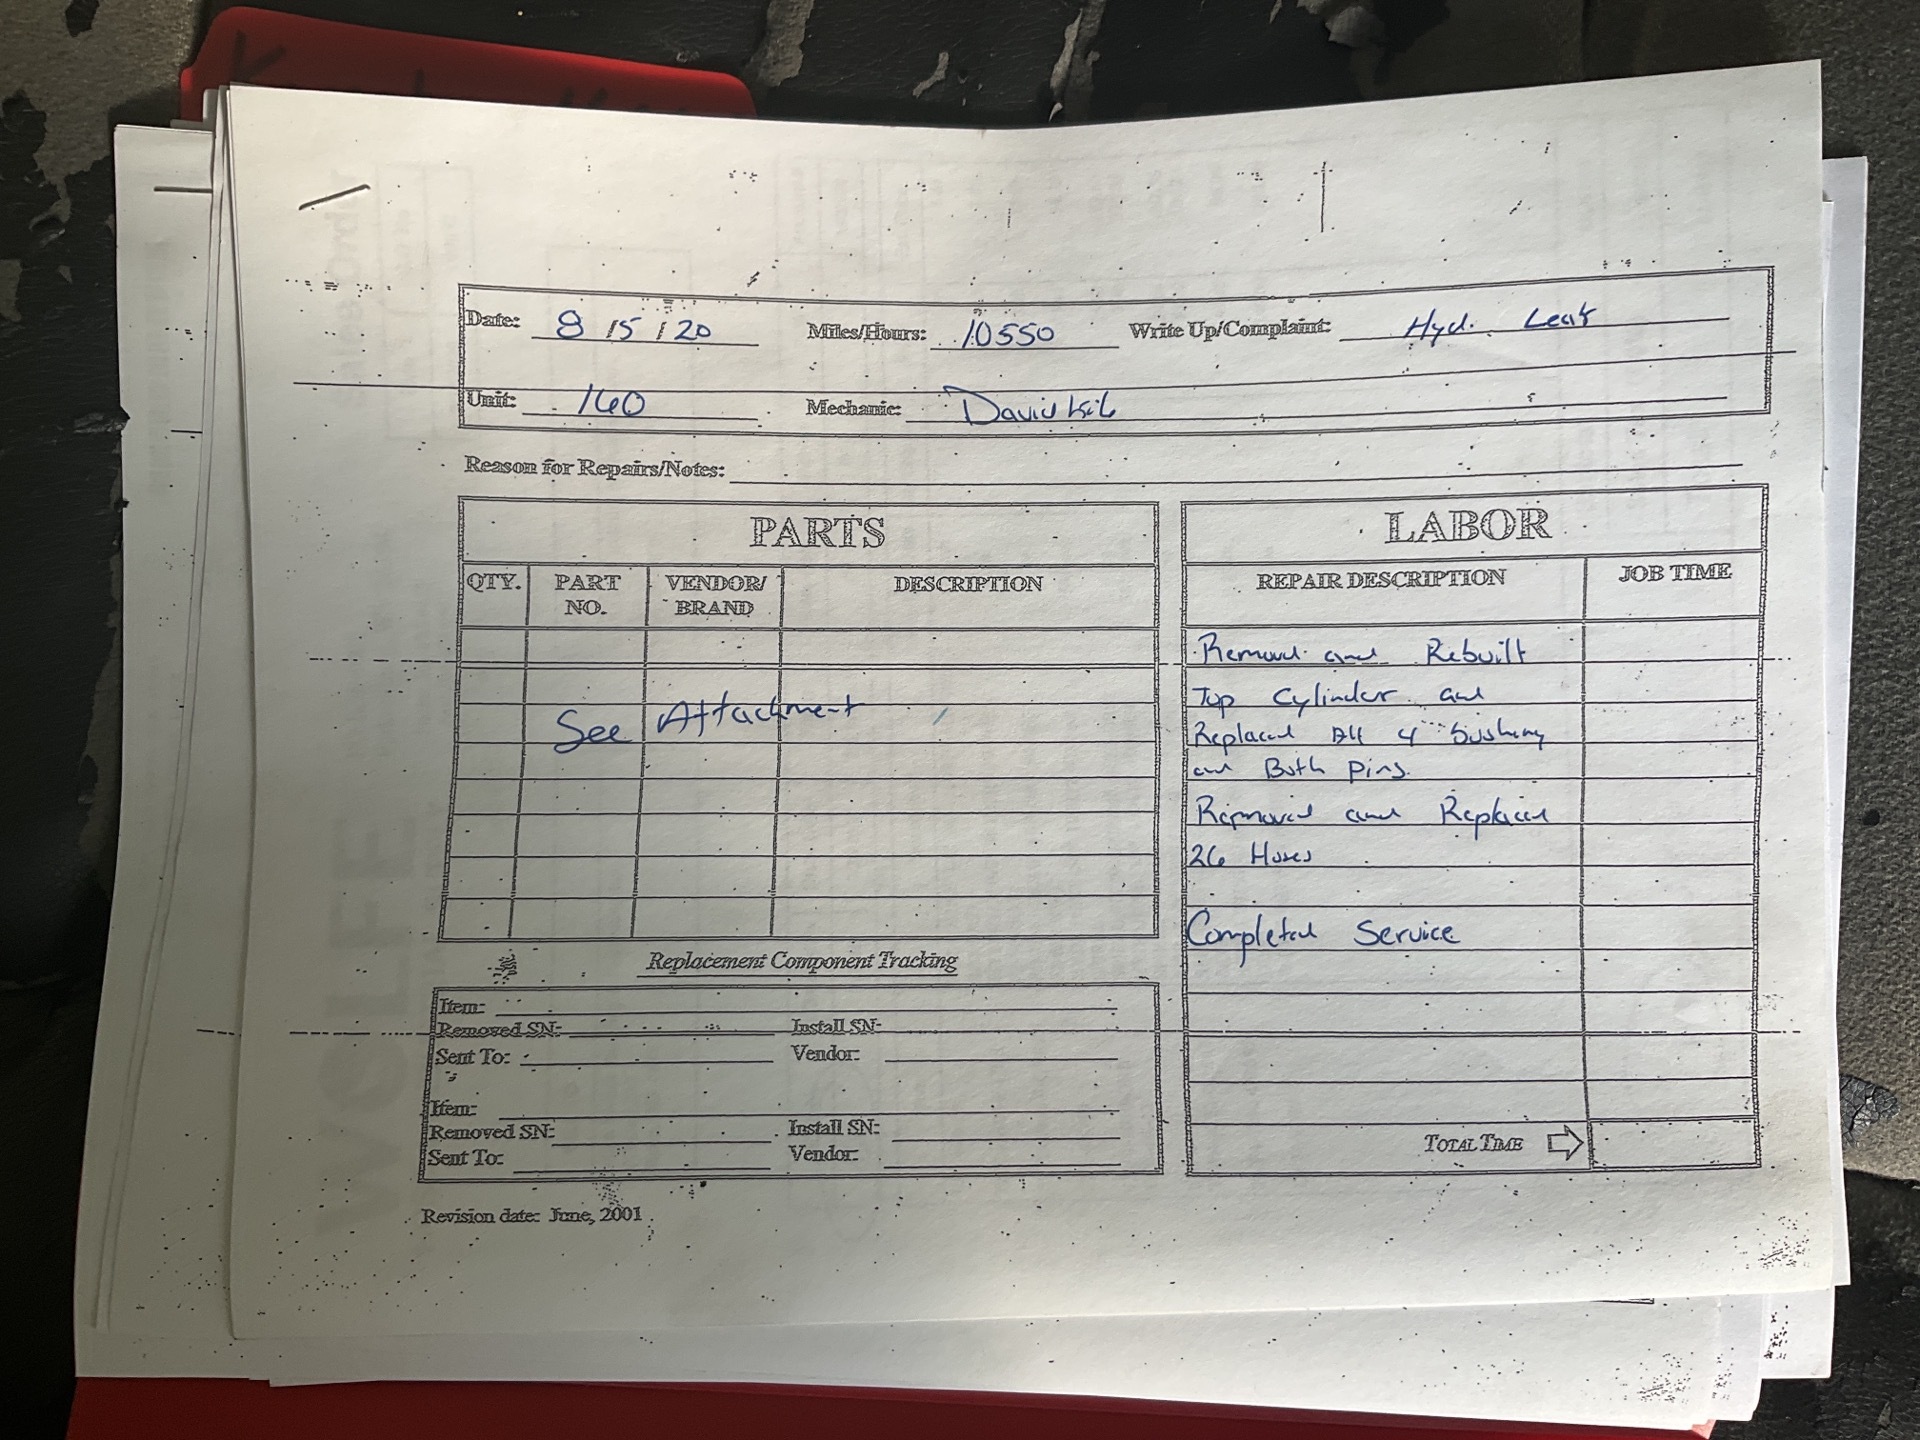 Date: 8 15 120 Miles/Hours: 10550 Write Up/Complaint: Hyd. Leak
Unit: 160 Mechanic: David
Reason for Repairs/Notes:
PARTS
QTY. PART NO. VENDOR/ BRAND DESCRIPTION
See Attachment
Replacement Component Tracking
Item:
Removed SN: Install SN:
Sent To: Vendor:
Item:
Removed SN: Install SN:
Sent To: Vendor:
Revision date: June, 2001
LABOR
REPAIR DESCRIPTION JOB TIME
Removed and Rebuilt
Top Cylinder and
Replaced All 4 bushing
and Both pins.
Removed and Replaced
26 Hoses
Completed Service
TOTAL TIME